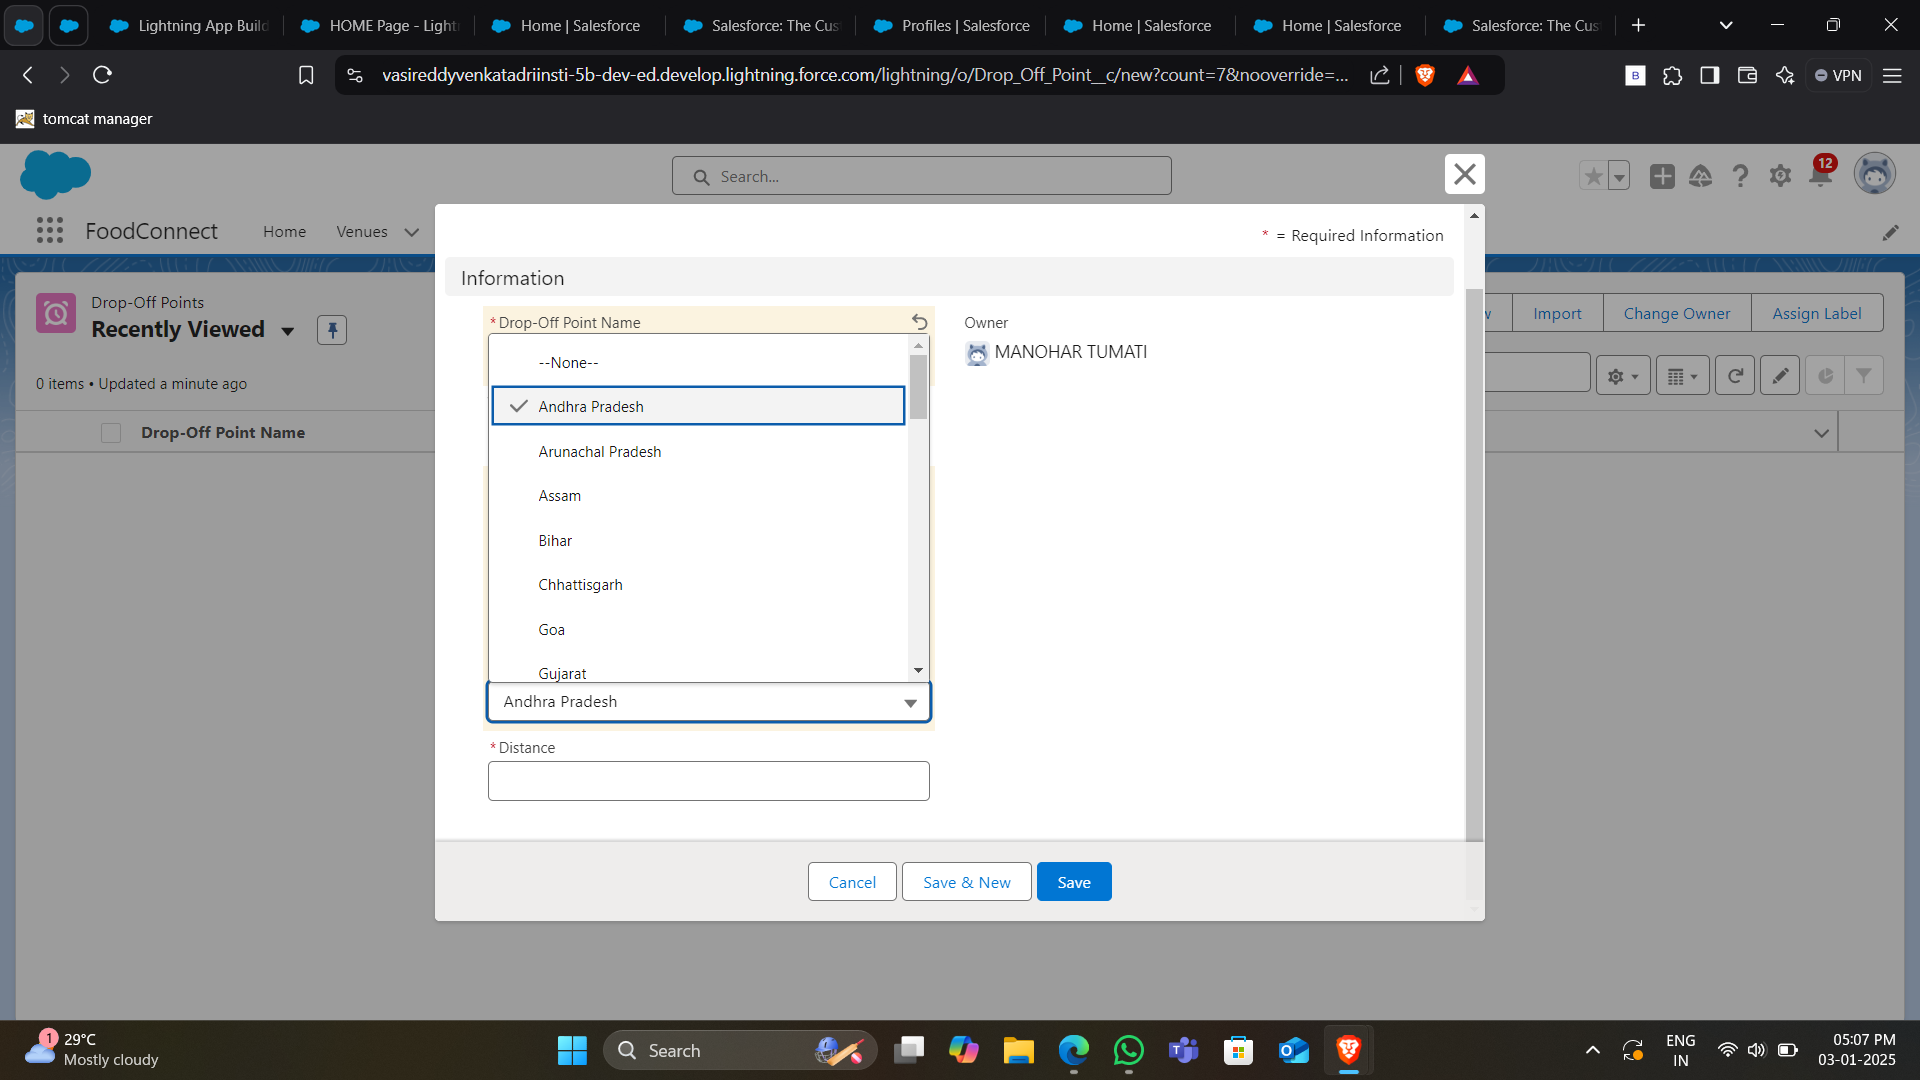 Lightning App Build
HOME Page - Light
Home | Salesforce
Salesforce: The Cus
Profiles | Salesforce
Home | Salesforce
Home | Salesforce
Salesforce: The Cus
vasireddyvenkatadriinsti-5b-dev-ed.develop.lightning.force.com/lightning/o/Drop_Off_Point__c/new?count=7&nooverride=...
B
VPN
tomcat manager
Search...
12
FoodConnect
Home
Venues
* = Required Information
Information
Drop-Off Points
Recently Viewed
0 items • Updated a minute ago
Drop-Off Point Name
w
Import
Change Owner
Assign Label
* Drop-Off Point Name
Owner
MANOHAR TUMATI
--None--
Andhra Pradesh
Arunachal Pradesh
Assam
Bihar
Chhattisgarh
Goa
Gujarat
Andhra Pradesh
* Distance
Cancel
Save & New
Save
1
29°C
Mostly cloudy
Search
ENG
IN
05:07 PM
03-01-2025